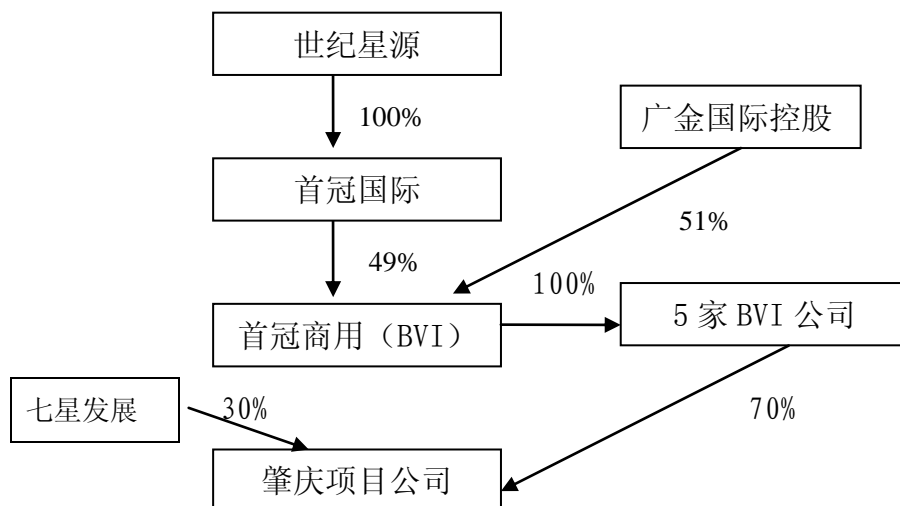 世纪星源
100%
广金国际控股
首冠国际
51%
49%
100%
首冠商用（BVI）
5 家 BVI 公司
七星发展
30%
70%
肇庆项目公司